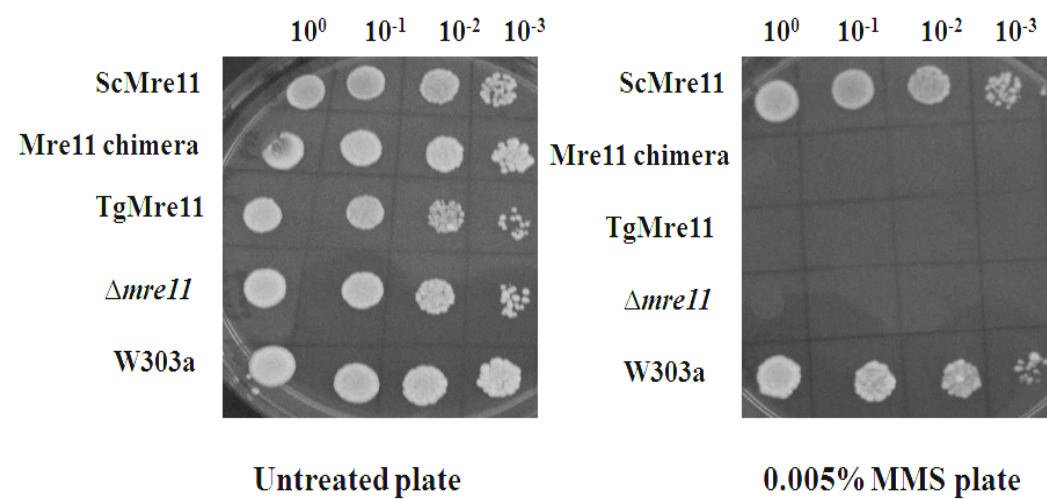 10⁰ 10⁻¹ 10⁻² 10⁻³
ScMre11
Mre11 chimera
TgMre11
Δmre11
W303a
Untreated plate
10⁰ 10⁻¹ 10⁻² 10⁻³
ScMre11
Mre11 chimera
TgMre11
Δmre11
W303a
0.005% MMS plate